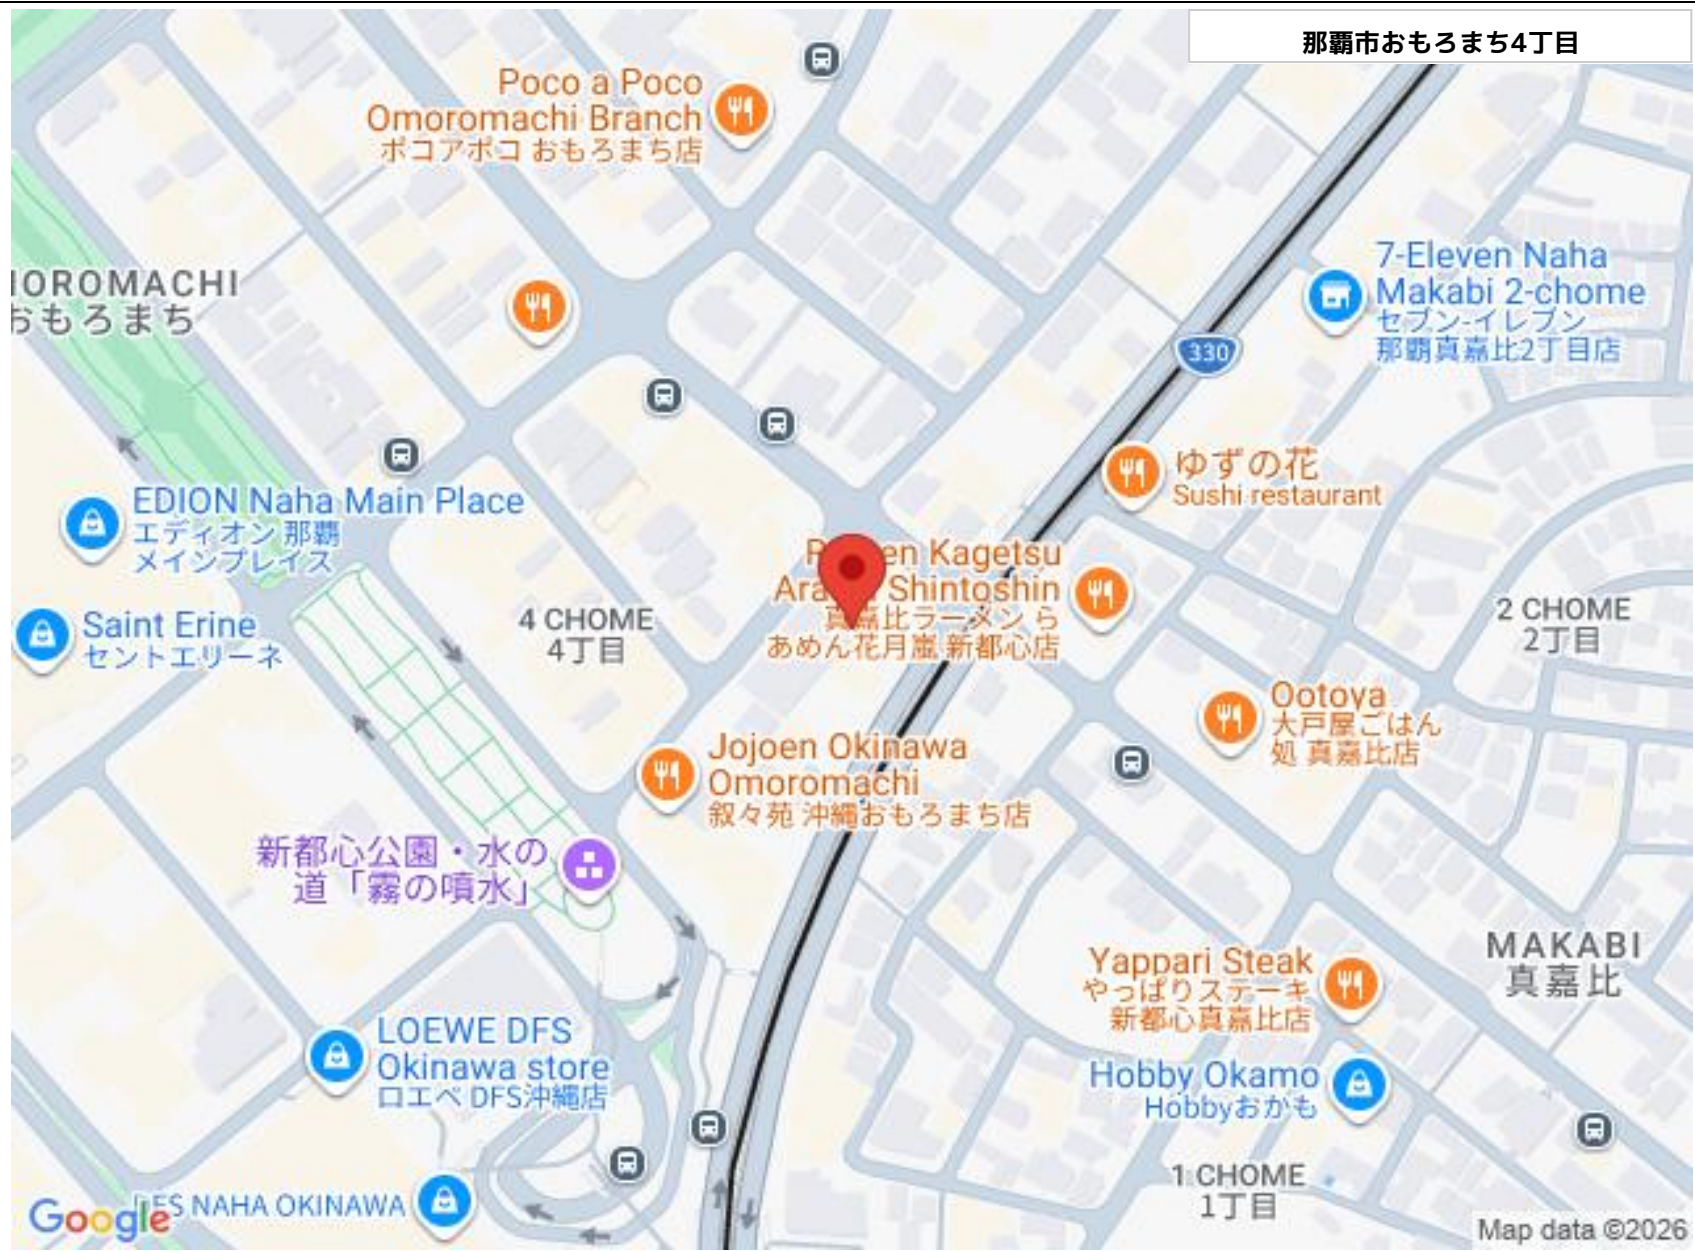 那覇市おもろまち4丁目
Poco a Poco
Omoromachi Branch
ポコアポコ おもろまち店
おもろまち
7-Eleven Naha
Makabi 2-chome
セブン-イレブン
那覇真嘉比2丁目店
330
ゆずの花
Sushi restaurant
EDION Naha Main Place
エディオン 那覇
メインプレイス
Kagetsu
Shintoshin
真嘉比ラーメン ら
あめん花月嵐 新都心店
Saint Erine
セントエリーネ
4 CHOME
4丁目
2 CHOME
2丁目
Ootoya
大戸屋ごはん
処 真嘉比店
Jojoen Okinawa
Omoromachi
叙々苑 沖縄おもろまち店
新都心公園・水の
道「霧の噴水」
MAKABI
真嘉比
Yappari Steak
やっぱりステーキ
新都心真嘉比店
LOEWE DFS
Okinawa store
ロエベ DFS沖縄店
Hobby Okamo
Hobbyおかも
1 CHOME
1丁目
NAHA OKINAWA
Google
Map data ©2026